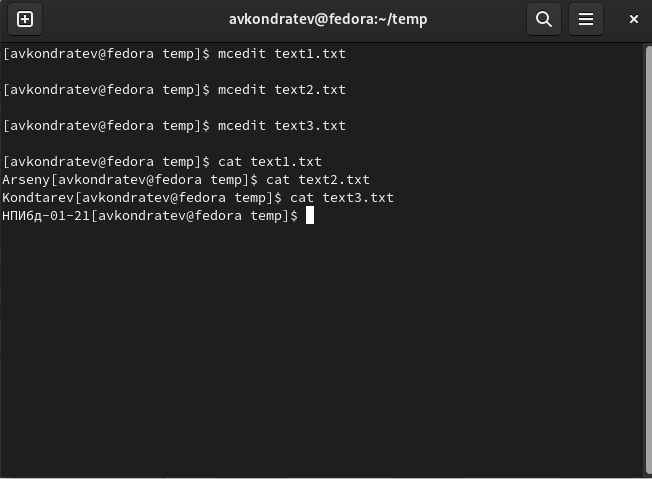 avkondratev@fedora:~/temp
[avkondratev@fedora temp]$ mcedit text1.txt
[avkondratev@fedora temp]$ mcedit text2.txt
[avkondratev@fedora temp]$ mcedit text3.txt
[avkondratev@fedora temp]$ cat text1.txt
Arseny[avkondratev@fedora temp]$ cat text2.txt
Kondtarev[avkondratev@fedora temp]$ cat text3.txt
НПИбд-01-21[avkondratev@fedora temp]$